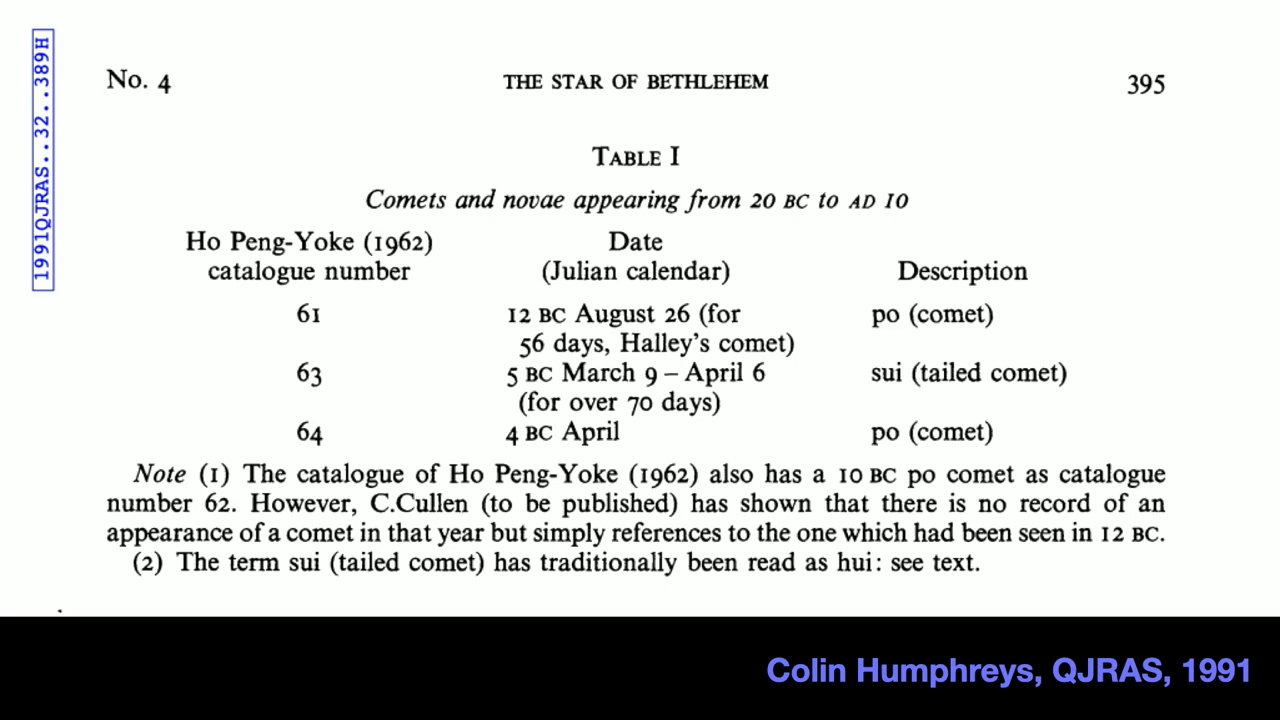 1991QJRAS..32..389H
No. 4 THE STAR OF BETHLEHEM 395
TABLE I
Comets and novae appearing from 20 BC to AD 10
Ho Peng-Yoke (1962) Date
catalogue number (Julian calendar) Description
61 12 BC August 26 (for po (comet)
56 days, Halley's comet)
63 5 BC March 9 – April 6 sui (tailed comet)
(for over 70 days)
64 4 BC April po (comet)
Note (1) The catalogue of Ho Peng-Yoke (1962) also has a 10 BC po comet as catalogue
number 62. However, C.Cullen (to be published) has shown that there is no record of an
appearance of a comet in that year but simply references to the one which had been seen in 12 BC.
(2) The term sui (tailed comet) has traditionally been read as hui: see text.
Colin Humphreys, QJRAS, 1991